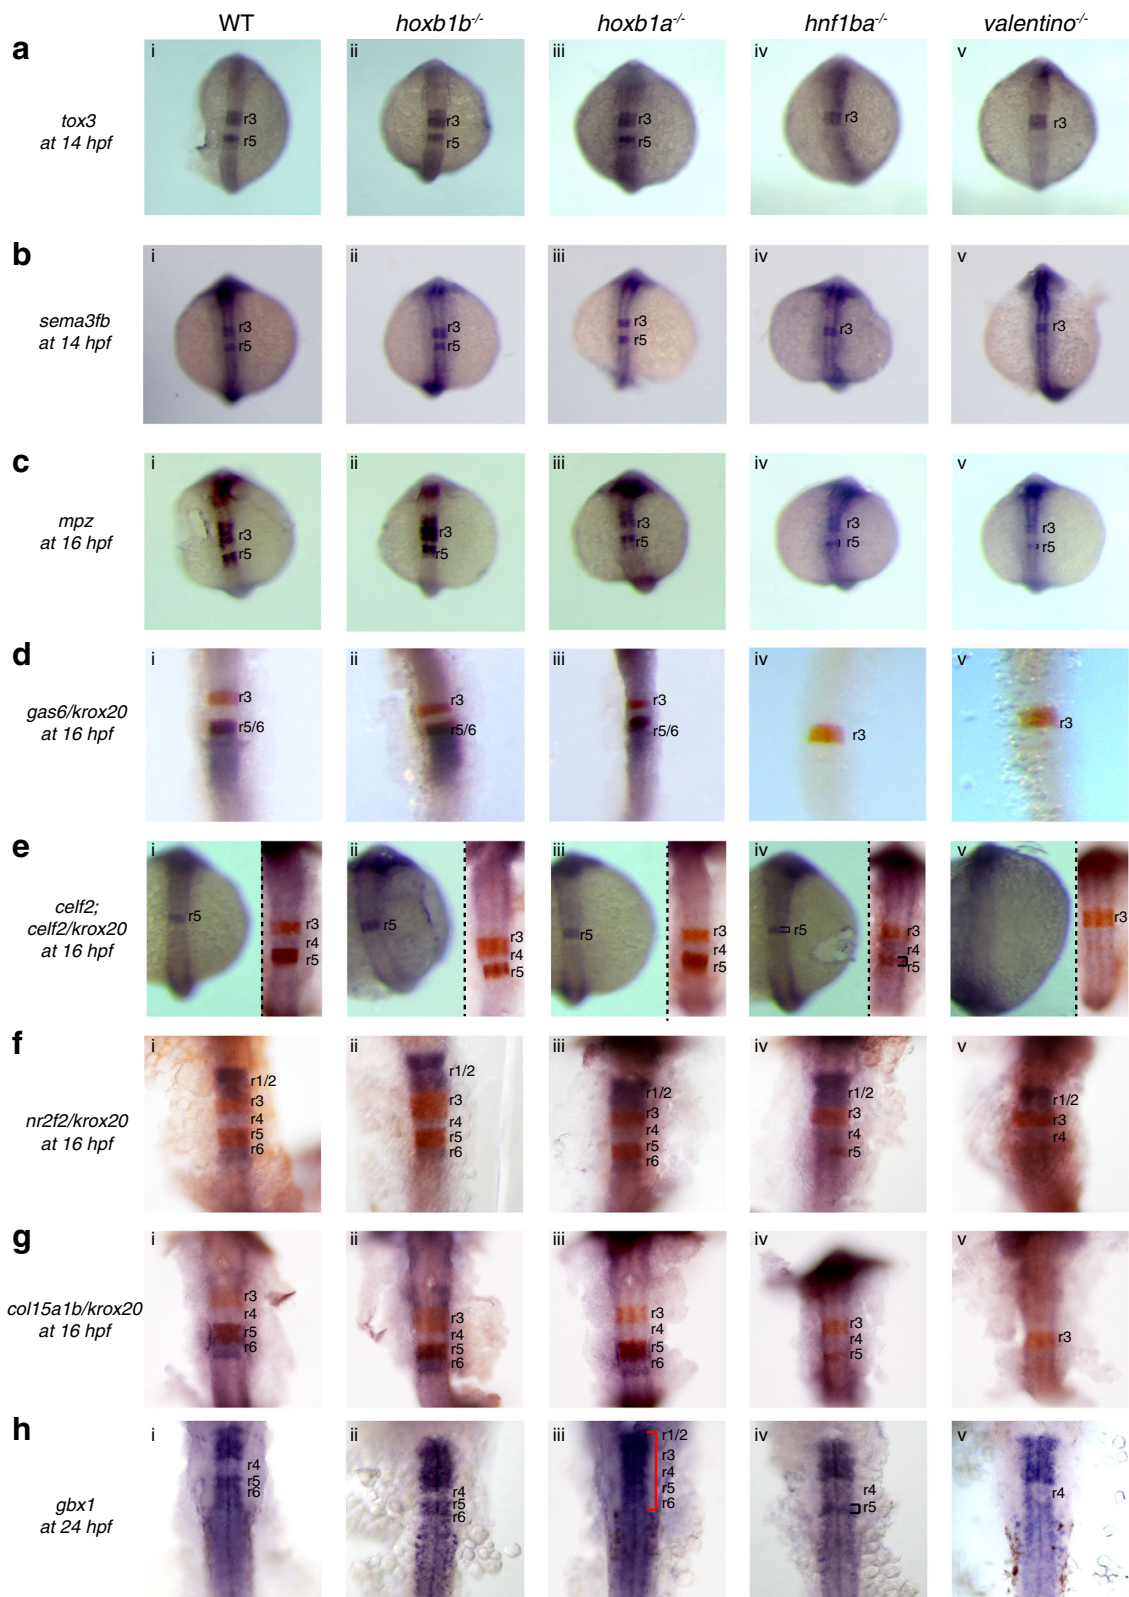 WT hoxb1b-/- hoxb1a-/- hnf1ba-/- valentino-/-
a i ii iii iv v
tox3
at 14 hpf
r3 r3 r3 r3 r3
r5 r5 r5
b i ii iii iv v
sema3fb
at 14 hpf
r3 r3 r3 r3 r3
r5 r5 r5
c i ii iii iv v
mpz
at 16 hpf
r3 r3 r3 r3 r3
r5 r5 r5 r5 r5
d i ii iii iv v
gas6/krox20
at 16 hpf
r3 r3 r3 r3 r3
r5/6 r5/6 r5/6
e i ii iii iv v
celf2;
celf2/krox20
at 16 hpf
r5 r5 r5 r5
r3 r3 r3 r3 r3
r4 r4 r4 r4
r5 r5 r5 r5
f i ii iii iv v
nr2f2/krox20
at 16 hpf
r1/2 r1/2 r1/2 r1/2 r1/2
r3 r3 r3 r3 r3
r4 r4 r4 r4 r4
r5 r5 r5 r5
r6 r6 r6
g i ii iii iv v
col15a1b/krox20
at 16 hpf
r3 r3 r3 r3 r3
r4 r4 r4 r4
r5 r5 r5 r5
r6 r6 r6
h i ii iii iv v
gbx1
at 24 hpf
r1/2
r3
r4 r4 r4 r4 r4
r5 r5 r5 r5
r6 r6 r6